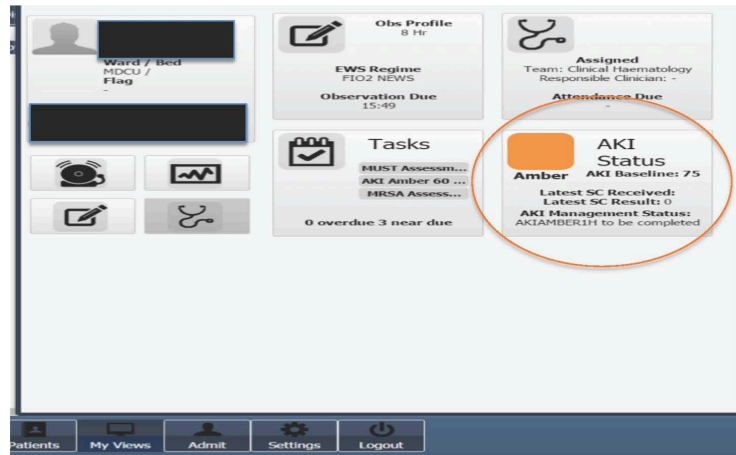 Ward / Bed
MDCU /
Flag
-
Obs Profile
8 Hr
EWS Regime
FIO2 NEWS
Observation Due
15:49
Assigned
Team: Clinical Haematology
Responsible Clinician: -
Attendance Due
-
Tasks
MUST Assessm...
AKI Amber 60 ...
MRSA Assess...
0 overdue 3 near due
AKI
Status
Amber
AKI Baseline: 75
Latest SC Received:
Latest SC Result: 0
AKI Management Status:
AKIAMBER1H to be completed
Patients
My Views
Admit
Settings
Logout